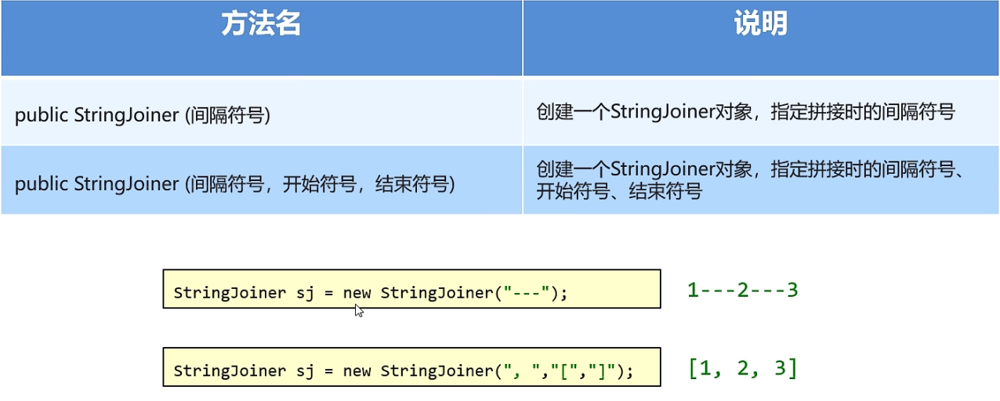 方法名
说明
public StringJoiner (间隔符号)
创建一个StringJoiner对象，指定拼接时的间隔符号
public StringJoiner (间隔符号，开始符号，结束符号)
创建一个StringJoiner对象，指定拼接时的间隔符号、
开始符号、结束符号
StringJoiner sj = new StringJoiner("---");
1---2---3
StringJoiner sj = new StringJoiner(", ","[","]");
[1, 2, 3]